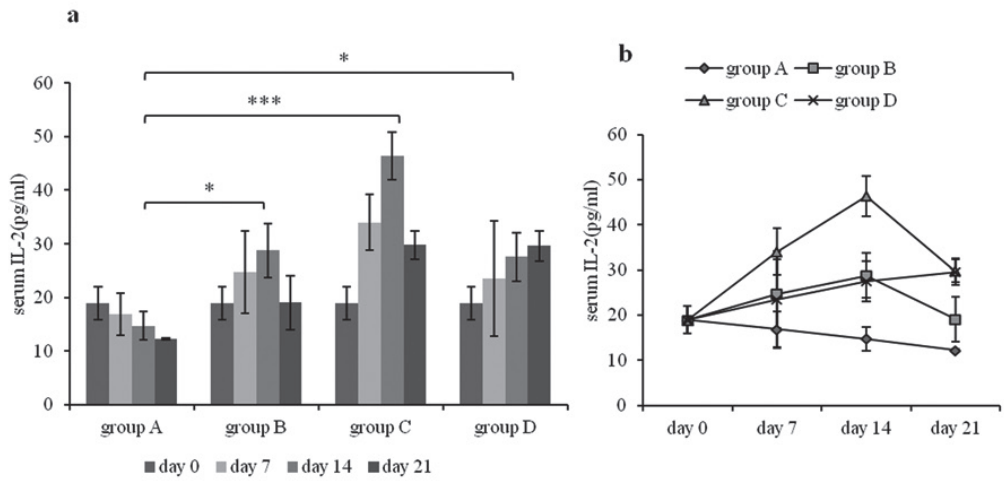 a
60
50
40
30
20
10
0
serum IL-2(pg/ml)
*
***
*
group A group B group C group D
day 0 day 7 day 14 day 21
b
group A group B
group C group D
60
50
40
30
20
10
0
serum IL-2(pg/ml)
day 0 day 7 day 14 day 21